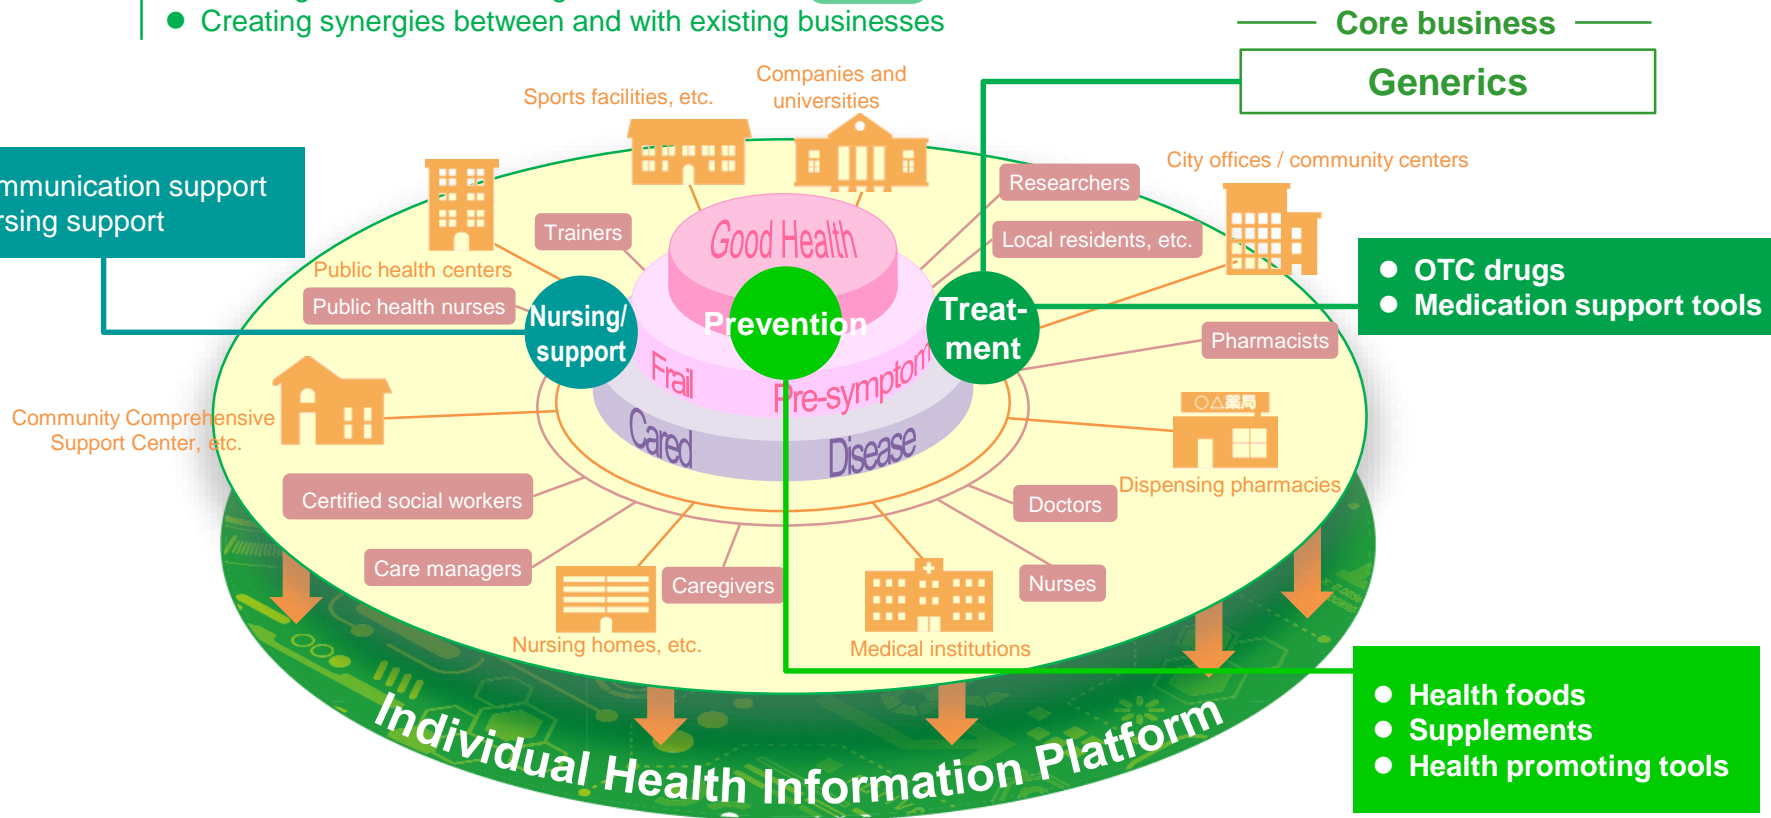 ● Creating synergies between and with existing businesses
Core business
Generics
Companies and
universities
Sports facilities, etc.
City offices / community centers
Researchers
Local residents, etc.
Trainers
Public health centers
Public health nurses
support
Good Health
Nursing/
support
Prevention
Treat-
ment
● OTC drugs
● Medication support tools
Pharmacists
Frail
Pre-symptom
Cared
Disease
○△薬局
Dispensing pharmacies
Community Comprehensive
Support Center, etc.
Certified social workers
Care managers
Caregivers
Nursing homes, etc.
Medical institutions
Doctors
Nurses
● Health foods
● Supplements
● Health promoting tools
Individual Health Information Platform